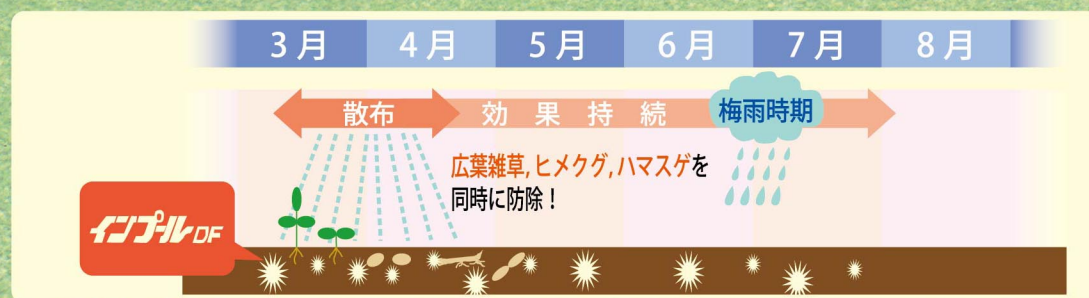 3月 4月 5月 6月 7月 8月
散布 効果持続 梅雨時期
広葉雑草,ヒメクグ,ハマスゲを
同時に防除！
インプールDF